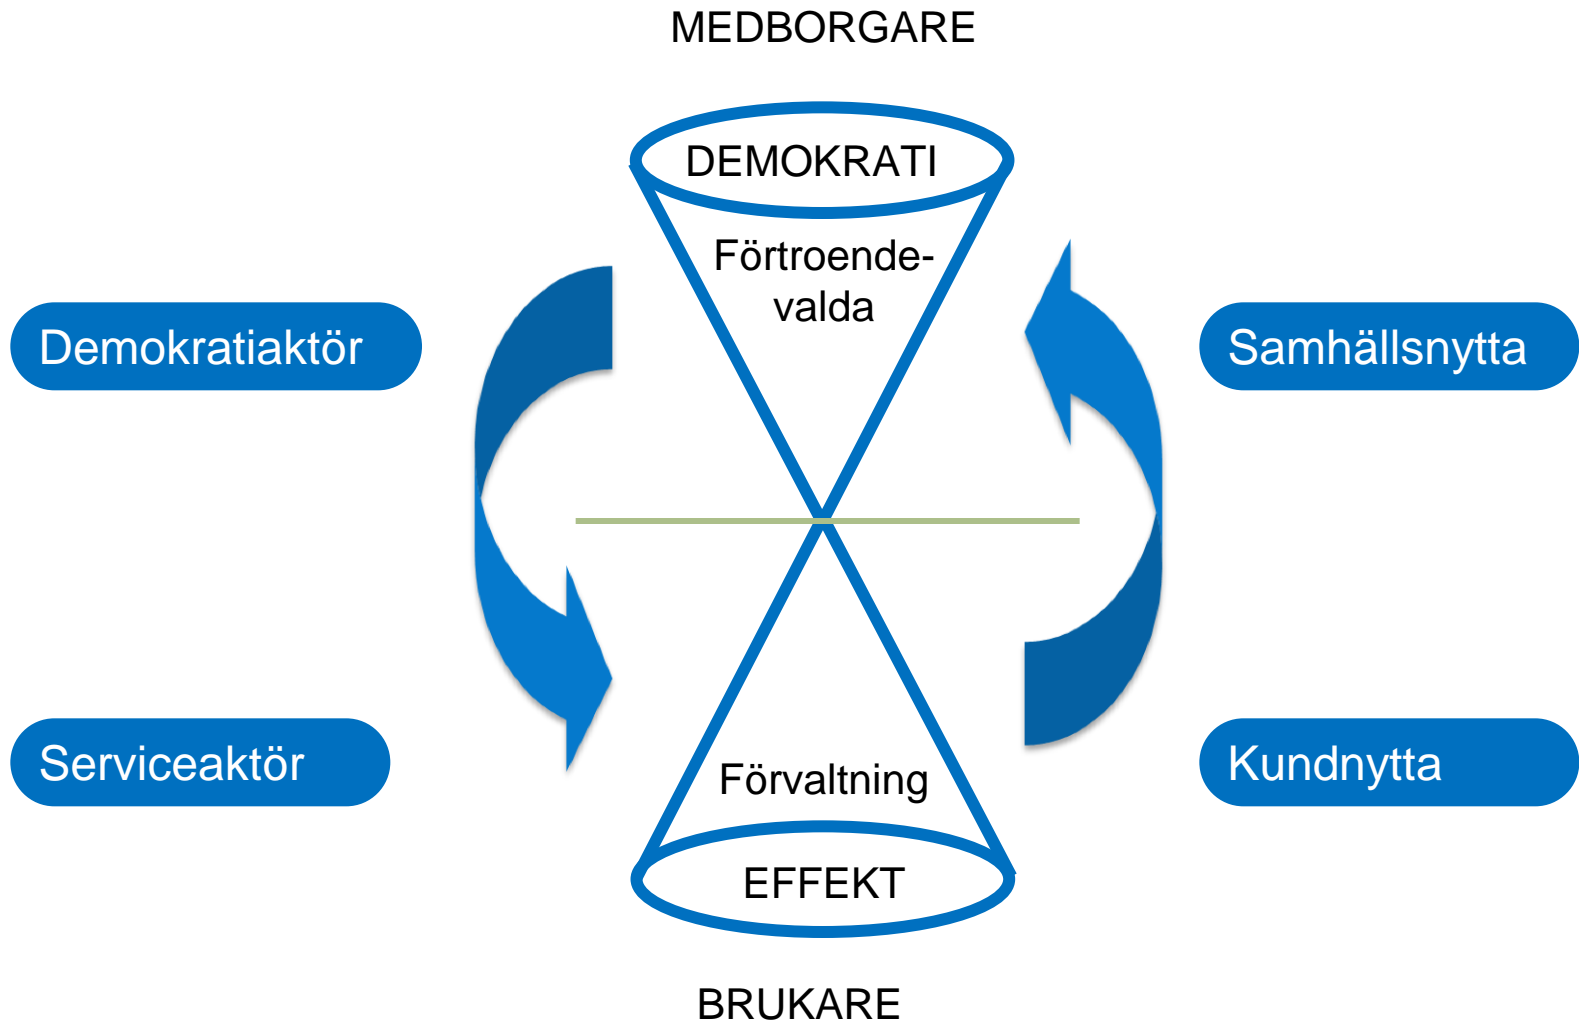 MEDBORGARE
DEMOKRATI
Förtroende-
valda
Demokratiaktör
Samhällsnytta
Serviceaktör
Kundnytta
Förvaltning
EFFEKT
BRUKARE